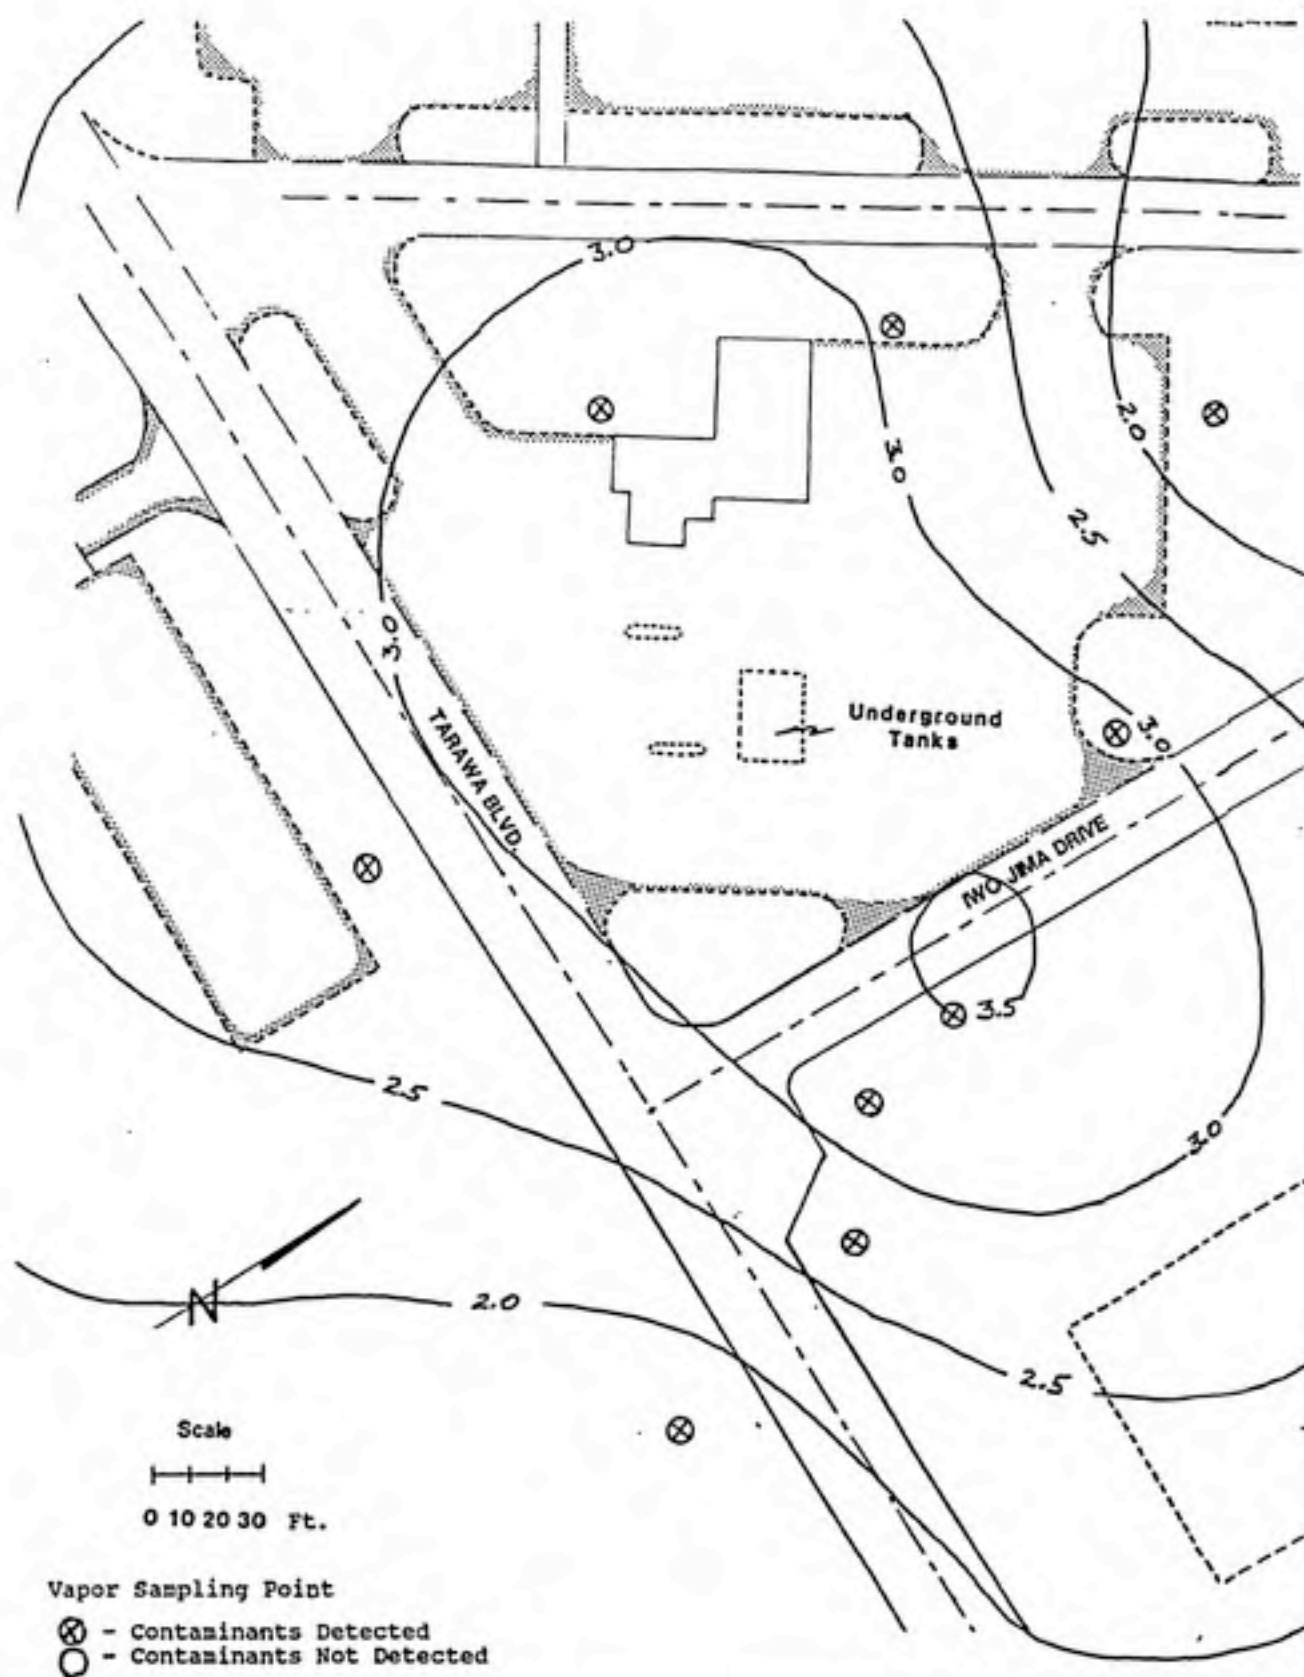 3.0
3.0
2.0
2.5
3.0
TARAWA BLVD.
Underground
Tanks
3.0
IWO JIMA DRIVE
3.5
2.5
3.0
N
2.0
2.5
Scale
0 10 20 30 Ft.
Vapor Sampling Point
⊗ - Contaminants Detected
○ - Contaminants Not Detected